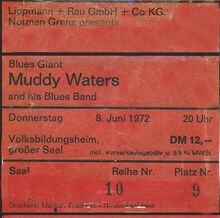 Lippmann + Rau GmbH + Co KG.
Norman Granz presents
Blues Giant
Muddy Waters
and his Blues Band
Donnerstag 8. Juni 1972 20 Uhr
Volksbildungsheim, DM 12,–
großer Saal incl. Vorverkaufsgebühr u. 5,5% MWSt.
Saal Reihe Nr. Platz Nr.
10 9
Druckerei Merkur,